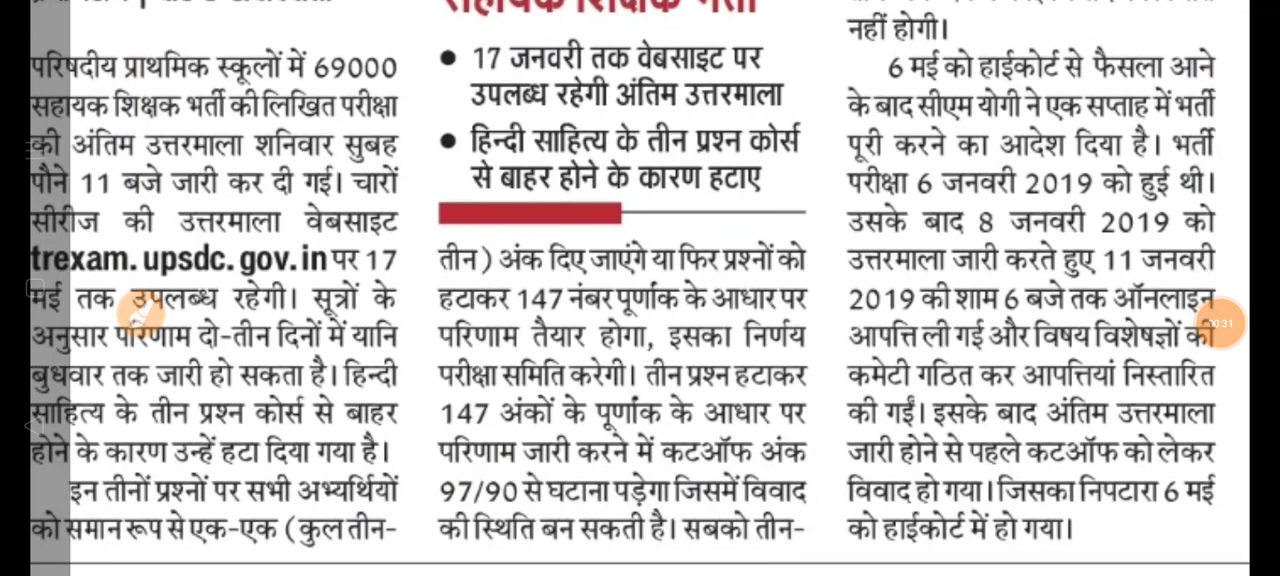 परिषदीय प्राथमिक स्कूलों में 69000
सहायक शिक्षक भर्ती की लिखित परीक्षा
की अंतिम उत्तरमाला शनिवार सुबह
पौने 11 बजे जारी कर दी गई। चारों
सीरीज की उत्तरमाला वेबसाइट
trexam.upsdc.gov.in पर 17
मई तक उपलब्ध रहेगी। सूत्रों के
अनुसार परिणाम दो-तीन दिनों में यानि
बुधवार तक जारी हो सकता है। हिन्दी
साहित्य के तीन प्रश्न कोर्स से बाहर
होने के कारण उन्हें हटा दिया गया है।
इन तीनों प्रश्नों पर सभी अभ्यर्थियों
को समान रूप से एक-एक (कुल तीन-
सहायक शिक्षक भर्ती
● 17 जनवरी तक वेबसाइट पर
उपलब्ध रहेगी अंतिम उत्तरमाला
● हिन्दी साहित्य के तीन प्रश्न कोर्स
से बाहर होने के कारण हटाए
तीन) अंक दिए जाएंगे या फिर प्रश्नों को
हटाकर 147 नंबर पूर्णांक के आधार पर
परिणाम तैयार होगा, इसका निर्णय
परीक्षा समिति करेगी। तीन प्रश्न हटाकर
147 अंकों के पूर्णांक के आधार पर
परिणाम जारी करने में कटऑफ अंक
97/90 से घटाना पड़ेगा जिसमें विवाद
की स्थिति बन सकती है। सबको तीन-
नहीं होगी।
6 मई को हाईकोर्ट से फैसला आने
के बाद सीएम योगी ने एक सप्ताह में भर्ती
पूरी करने का आदेश दिया है। भर्ती
परीक्षा 6 जनवरी 2019 को हुई थी।
उसके बाद 8 जनवरी 2019 को
उत्तरमाला जारी करते हुए 11 जनवरी
2019 की शाम 6 बजे तक ऑनलाइन
आपत्ति ली गई और विषय विशेषज्ञों की
कमेटी गठित कर आपत्तियां निस्तारित
की गईं। इसके बाद अंतिम उत्तरमाला
जारी होने से पहले कटऑफ को लेकर
विवाद हो गया। जिसका निपटारा 6 मई
को हाईकोर्ट में हो गया।
00:31